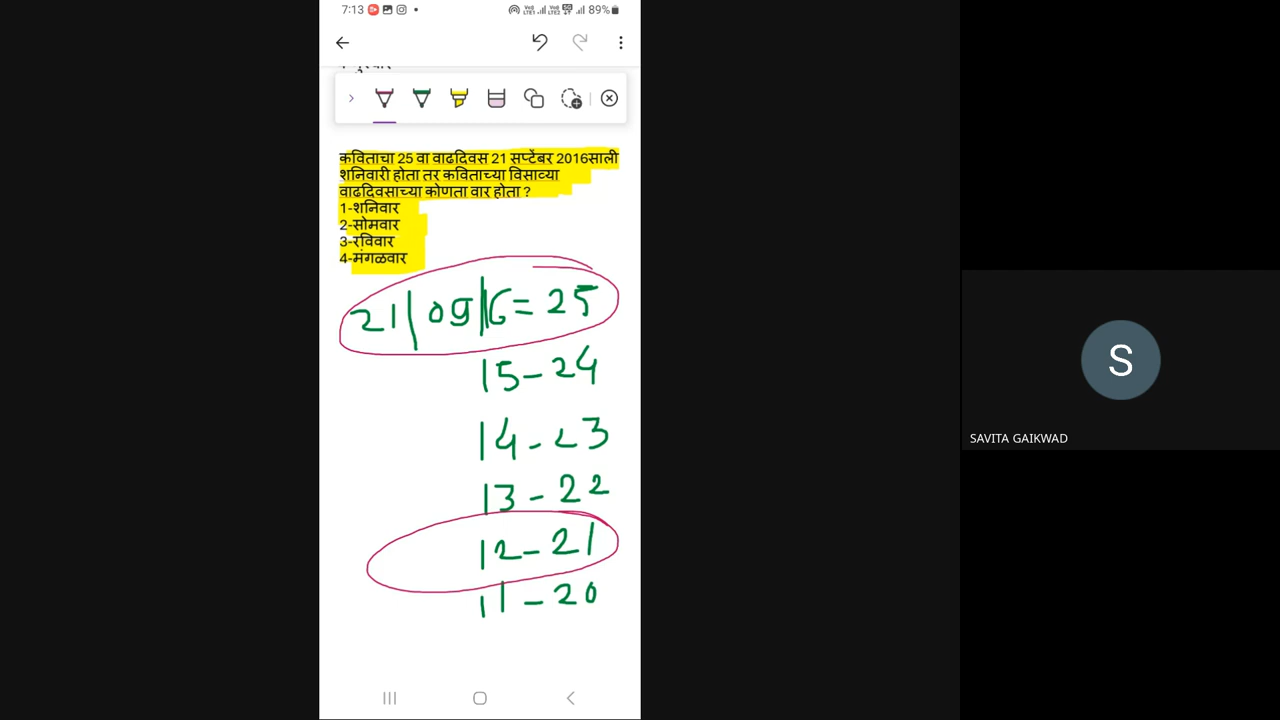 7:13
89%
कविताचा 25 वा वाढदिवस 21 सप्टेंबर 2016साली
शनिवारी होता तर कविताच्या विसाव्या
वाढदिवसाच्या कोणता वार होता ?
1-शनिवार
2-सोमवार
3-रविवार
4-मंगळवार
21|09|16=25
15-24
14-23
13-22
12-21
11-20
S
SAVITA GAIKWAD